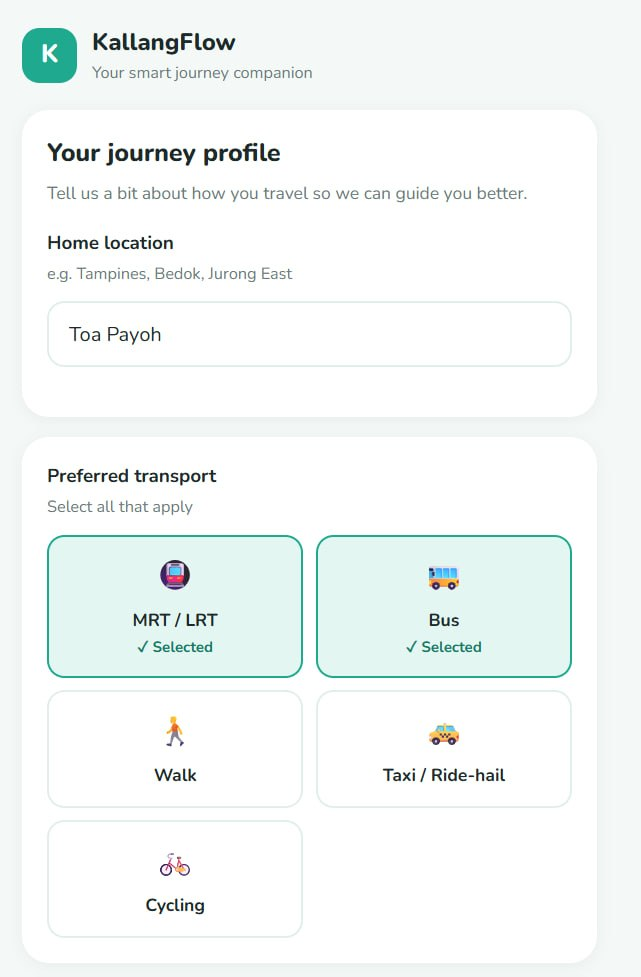 K
KallangFlow
Your smart journey companion
Your journey profile
Tell us a bit about how you travel so we can guide you better.
Home location
e.g. Tampines, Bedok, Jurong East
Toa Payoh
Preferred transport
Select all that apply
MRT / LRT
✓ Selected
Bus
✓ Selected
Walk
Taxi / Ride-hail
Cycling